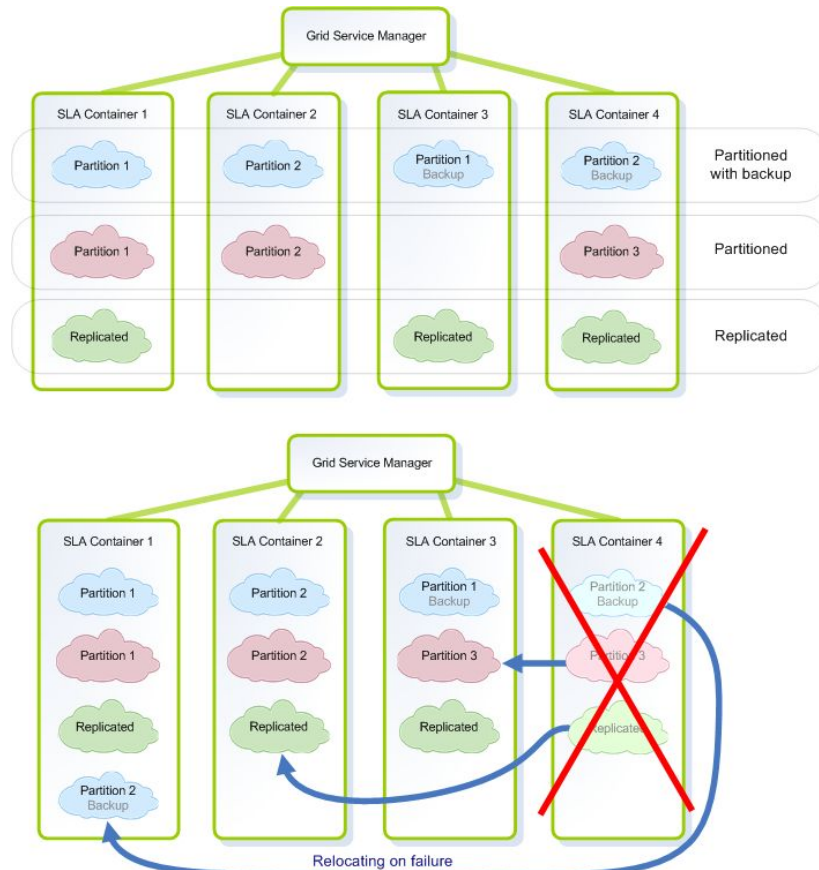 Grid Service Manager
SLA Container 1
SLA Container 2
SLA Container 3
SLA Container 4
Partition 1
Partition 2
Partition 1
Backup
Partition 2
Backup
Partitioned
with backup
Partition 1
Partition 2
Partition 3
Partitioned
Replicated
Replicated
Replicated
Replicated
Grid Service Manager
SLA Container 1
SLA Container 2
SLA Container 3
SLA Container 4
Partition 1
Partition 2
Partition 1
Backup
Partition 2
Backup
Partition 1
Partition 2
Partition 3
Partition 3
Replicated
Replicated
Replicated
Replicated
Partition 2
Backup
Relocating on failure